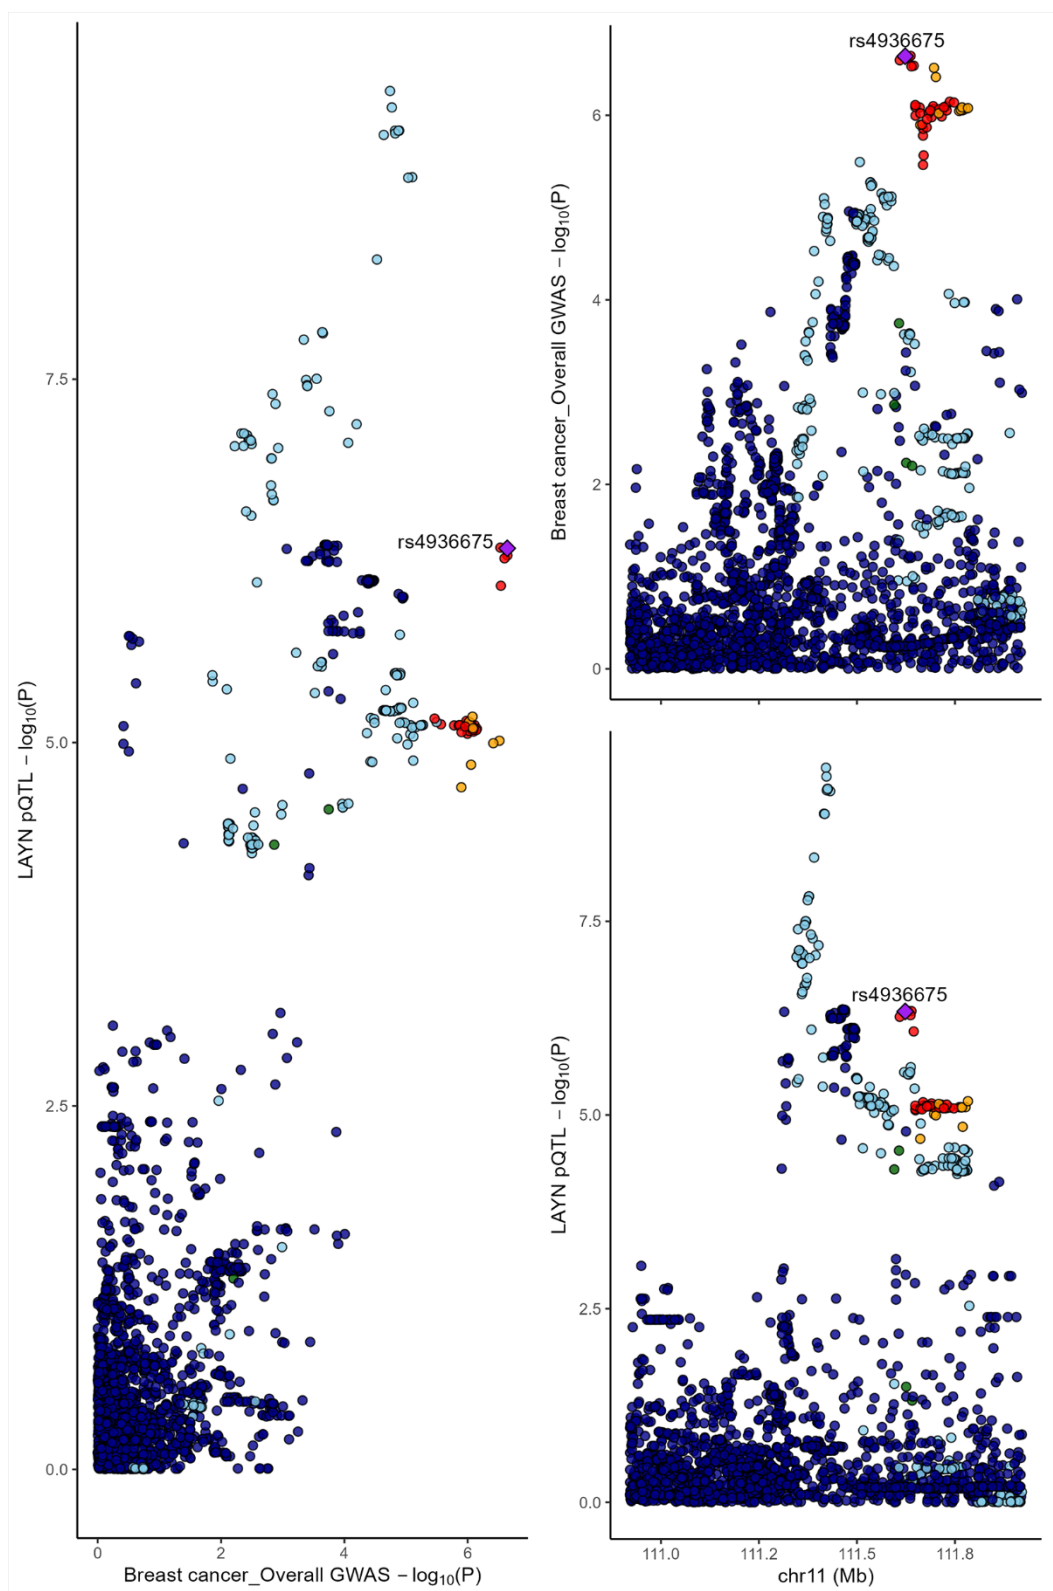 rs4936675
7.5
5.0
2.5
0.0
LAYN pQTL − log10(P)
0
2
4
6
Breast cancer_Overall GWAS − log10(P)
rs4936675
6
4
2
0
Breast cancer_Overall GWAS − log10(P)
rs4936675
7.5
5.0
2.5
0.0
LAYN pQTL − log10(P)
111.0
111.2
111.5
111.8
chr11 (Mb)